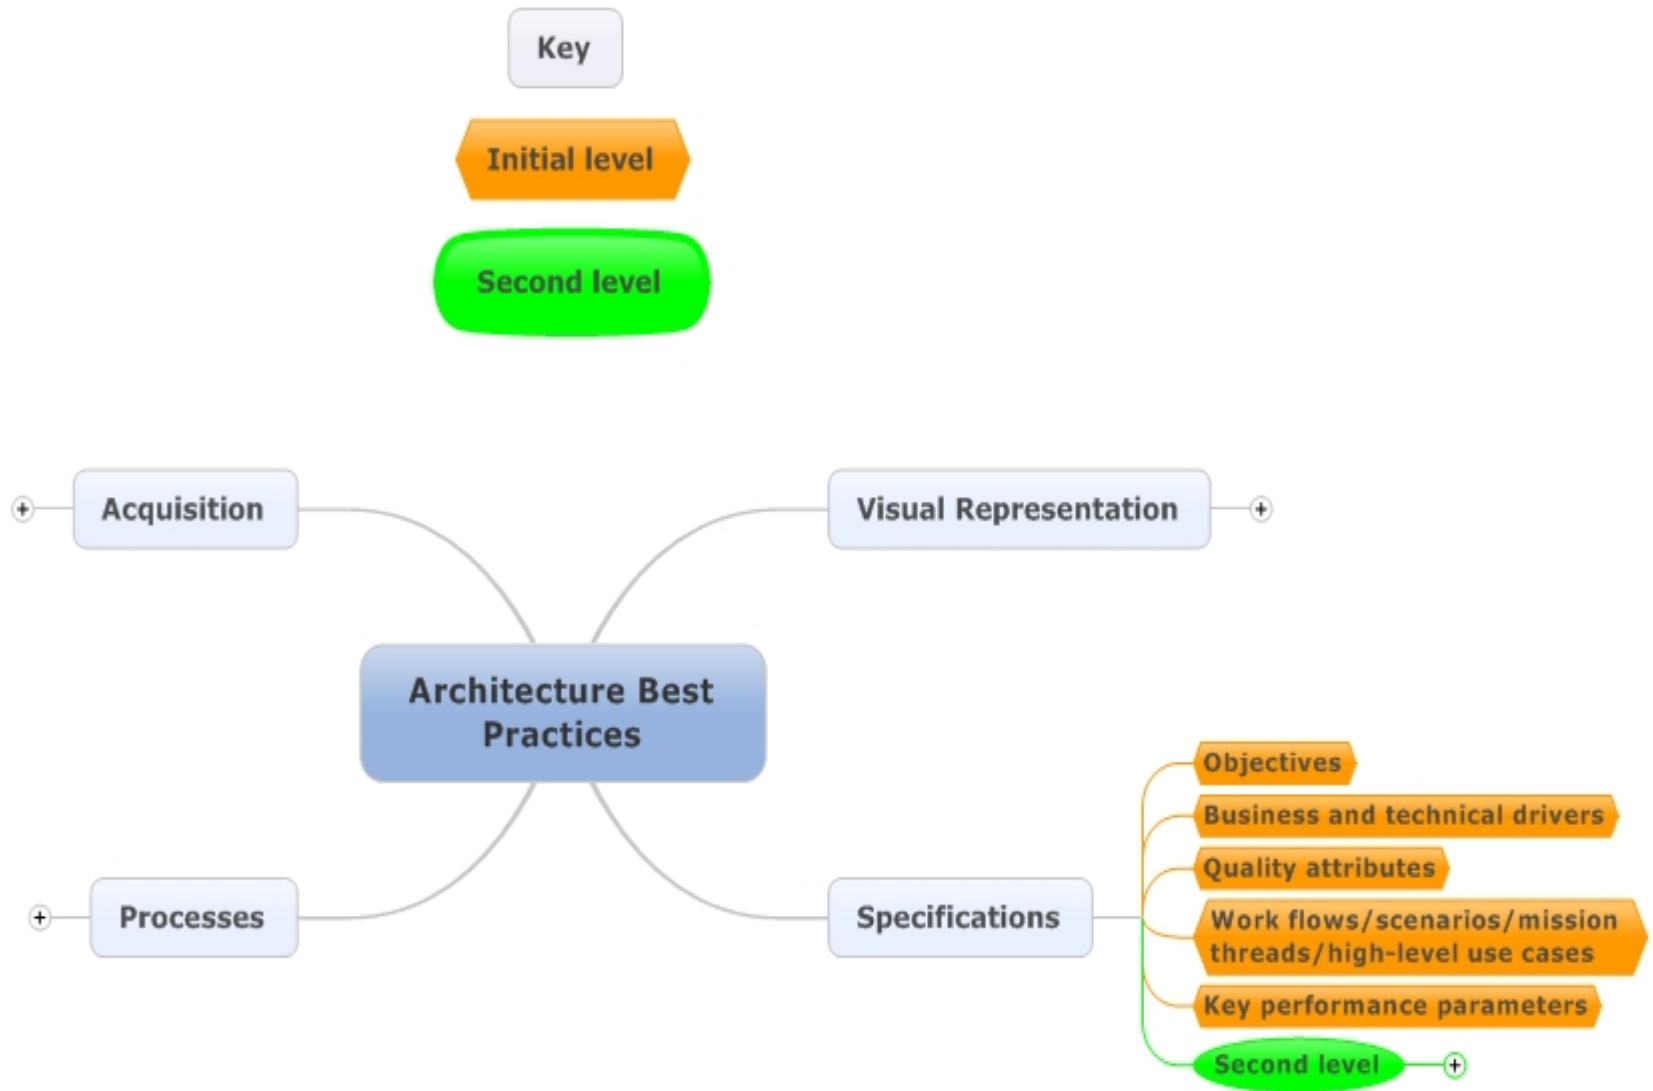 Key
Initial level
Second level
Acquisition
Visual Representation
Architecture Best
Practices
Processes
Specifications
Objectives
Business and technical drivers
Quality attributes
Work flows/scenarios/mission
threads/high-level use cases
Key performance parameters
Second level